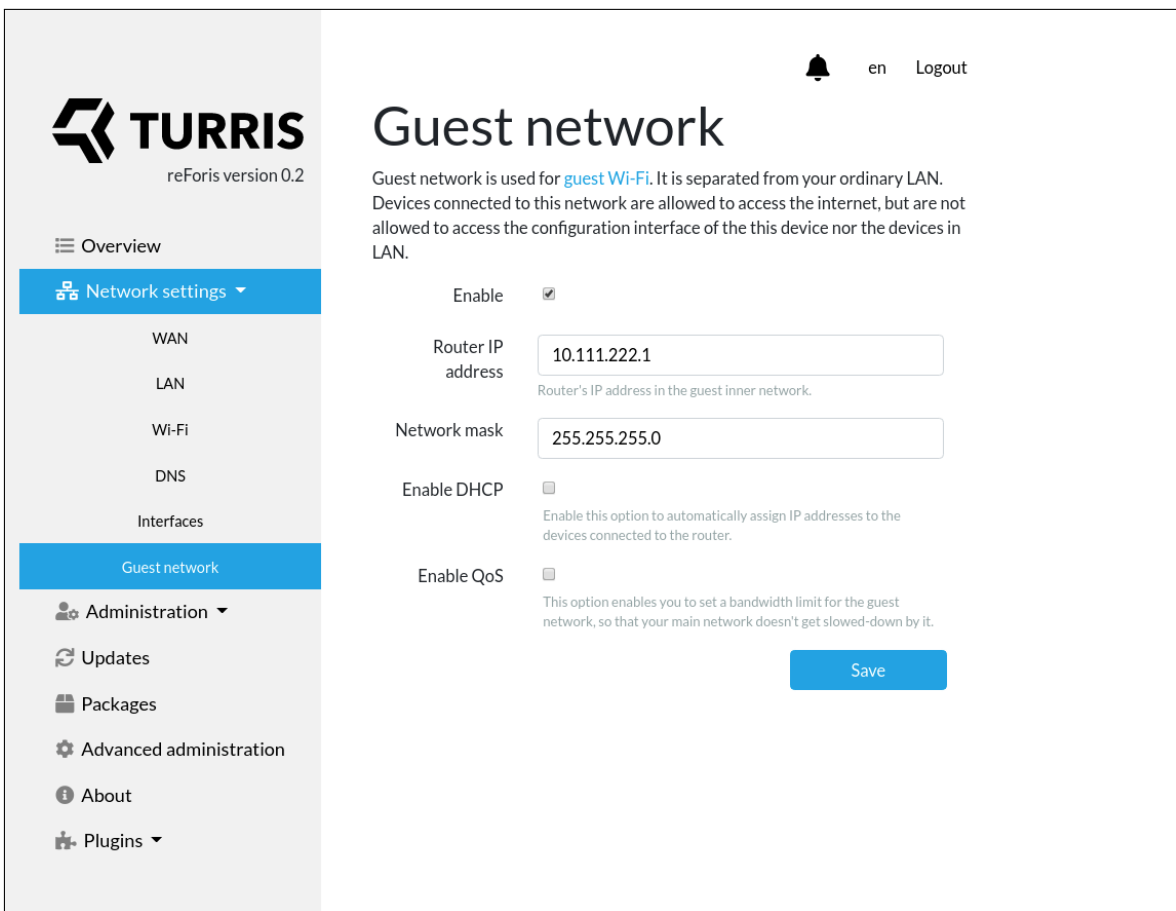 TURRIS
reForis version 0.2
Overview
Network settings
WAN
LAN
Wi-Fi
DNS
Interfaces
Guest network
Administration
Updates
Packages
Advanced administration
About
Plugins
en Logout
Guest network
Guest network is used for guest Wi-Fi. It is separated from your ordinary LAN.
Devices connected to this network are allowed to access the internet, but are not
allowed to access the configuration interface of the this device nor the devices in
LAN.
Enable
Router IP
address
10.111.222.1
Router's IP address in the guest inner network.
Network mask
255.255.255.0
Enable DHCP
Enable this option to automatically assign IP addresses to the
devices connected to the router.
Enable QoS
This option enables you to set a bandwidth limit for the guest
network, so that your main network doesn't get slowed-down by it.
Save